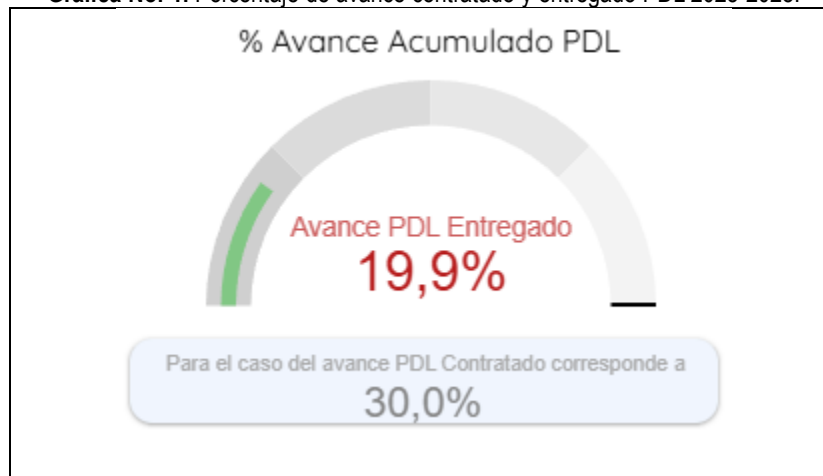 % Avance Acumulado PDL
Avance PDL Entregado
19,9%
Para el caso del avance PDL Contratado corresponde a
30,0%